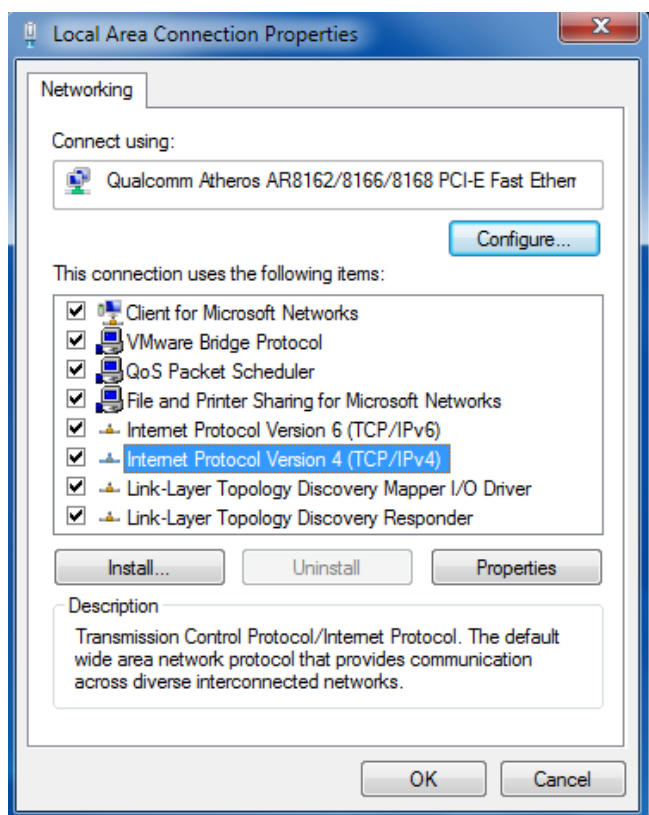 Local Area Connection Properties
Networking
Connect using:
Qualcomm Atheros AR8162/8166/8168 PCI-E Fast
Configure...
This connection uses the following items:
Client for Microsoft Networks
VMware Bridge Protocol
QoS Packet Scheduler
File and Printer Sharing for Microsoft Networks
Internet Protocol Version 6 (TCP/IPv6)
Internet Protocol Version 4 (TCP/IPv4)
Link-Layer Topology Discovery Mapper I/O Driver
Link-Layer Topology Discovery Responder
Install...
Uninstall
Properties
Description
Transmission Control Protocol/Internet Protocol. The default
wide area network protocol that provides communication
across diverse interconnected networks.
OK
Cancel